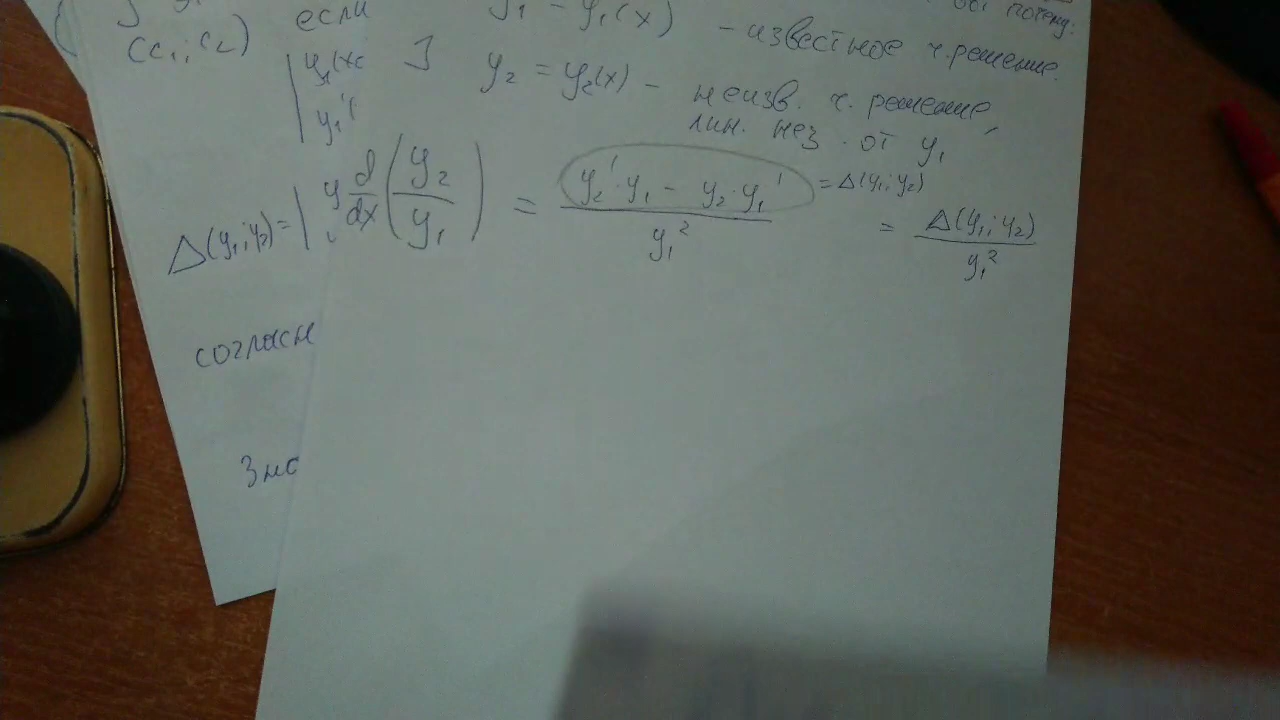 если
y₁ – y₁(x) – известное ч. решение.
(c₁; c₂)
y₂ = y₂(x) – неизв. ч. решение,
лин. нез. от y₁
d/dx (y₂/y₁) = (y₂'·y₁ – y₂·y₁')/y₁² = Δ(y₁; y₂)/y₁²
= Δ(y₁; y₂)
Δ(y₁; y₂) =
согласн